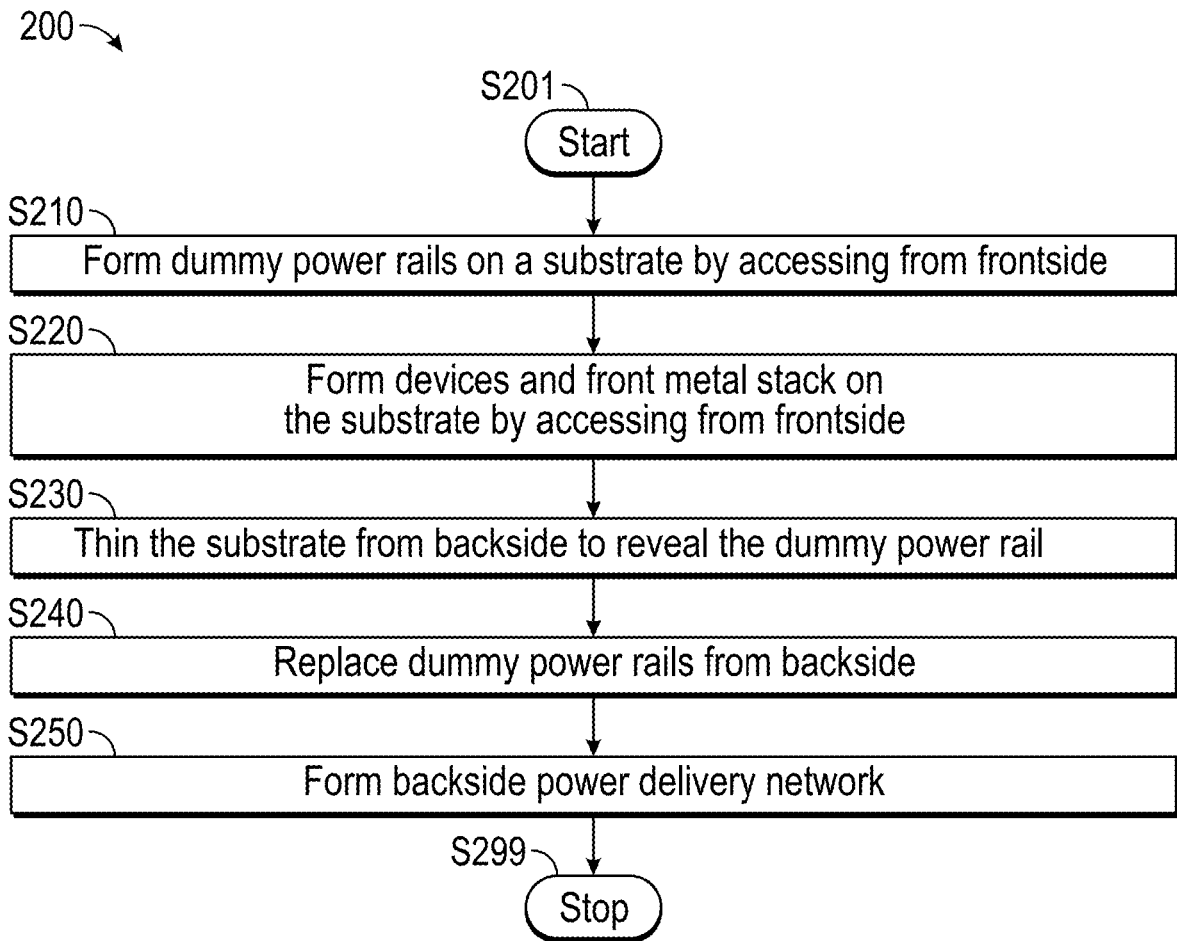 200
S201
Start
S210
Form dummy power rails on a substrate by accessing from frontside
S220
Form devices and front metal stack on
the substrate by accessing from frontside
S230
Thin the substrate from backside to reveal the dummy power rail
S240
Replace dummy power rails from backside
S250
Form backside power delivery network
S299
Stop